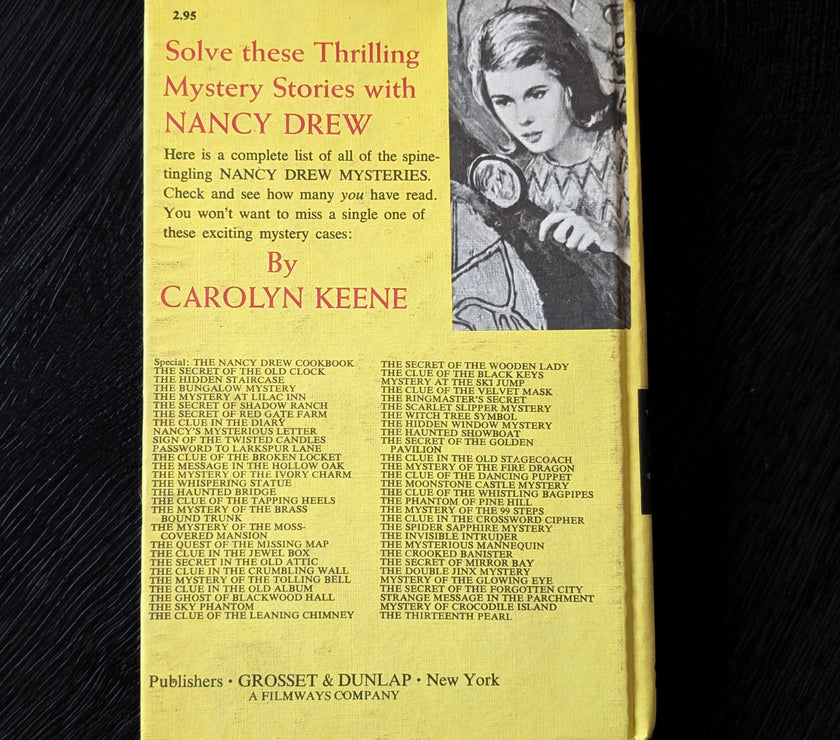 2.95
Solve these Thrilling
Mystery Stories with
NANCY DREW
Here is a complete list of all of the spine-
tingling NANCY DREW MYSTERIES.
Check and see how many you have read.
You won't want to miss a single one of
these exciting mystery cases:
By
CAROLYN KEENE
Special: THE NANCY DREW COOKBOOK
THE SECRET OF THE OLD CLOCK
THE HIDDEN STAIRCASE
THE BUNGALOW MYSTERY
THE MYSTERY AT LILAC INN
THE SECRET OF SHADOW RANCH
THE SECRET OF RED GATE FARM
THE CLUE IN THE DIARY
NANCY'S MYSTERIOUS LETTER
SIGN OF THE TWISTED CANDLES
PASSWORD TO LARKSPUR LANE
THE CLUE OF THE BROKEN LOCKET
THE MESSAGE IN THE HOLLOW OAK
THE MYSTERY OF THE IVORY CHARM
THE WHISPERING STATUE
THE HAUNTED BRIDGE
THE CLUE OF THE TAPPING HEELS
THE MYSTERY OF THE BRASS
BOUND TRUNK
THE MYSTERY OF THE MOSS-
COVERED MANSION
THE QUEST OF THE MISSING MAP
THE CLUE IN THE JEWEL BOX
THE SECRET IN THE OLD ATTIC
THE CLUE IN THE CRUMBLING WALL
THE MYSTERY OF THE TOLLING BELL
THE CLUE IN THE OLD ALBUM
THE GHOST OF BLACKWOOD HALL
THE SKY PHANTOM
THE CLUE OF THE LEANING CHIMNEY
THE SECRET OF THE WOODEN LADY
THE CLUE OF THE BLACK KEYS
MYSTERY AT THE SKI JUMP
THE CLUE OF THE VELVET MASK
THE RINGMASTER'S SECRET
THE SCARLET SLIPPER MYSTERY
THE WITCH TREE SYMBOL
THE HIDDEN WINDOW MYSTERY
THE HAUNTED SHOWBOAT
THE SECRET OF THE GOLDEN
PAVILION
THE CLUE IN THE OLD STAGECOACH
THE MYSTERY OF THE FIRE DRAGON
THE CLUE OF THE DANCING PUPPET
THE MOONSTONE CASTLE MYSTERY
THE CLUE OF THE WHISTLING BAGPIPES
THE PHANTOM OF PINE HILL
THE MYSTERY OF THE 99 STEPS
THE CLUE IN THE CROSSWORD CIPHER
THE SPIDER SAPPHIRE MYSTERY
THE INVISIBLE INTRUDER
THE MYSTERIOUS MANNEQUIN
THE CROOKED BANISTER
THE SECRET OF MIRROR BAY
THE DOUBLE JINX MYSTERY
MYSTERY OF THE GLOWING EYE
THE SECRET OF THE FORGOTTEN CITY
STRANGE MESSAGE IN THE PARCHMENT
MYSTERY OF CROCODILE ISLAND
THE THIRTEENTH PEARL
Publishers • GROSSET & DUNLAP • New York
A FILMWAYS COMPANY